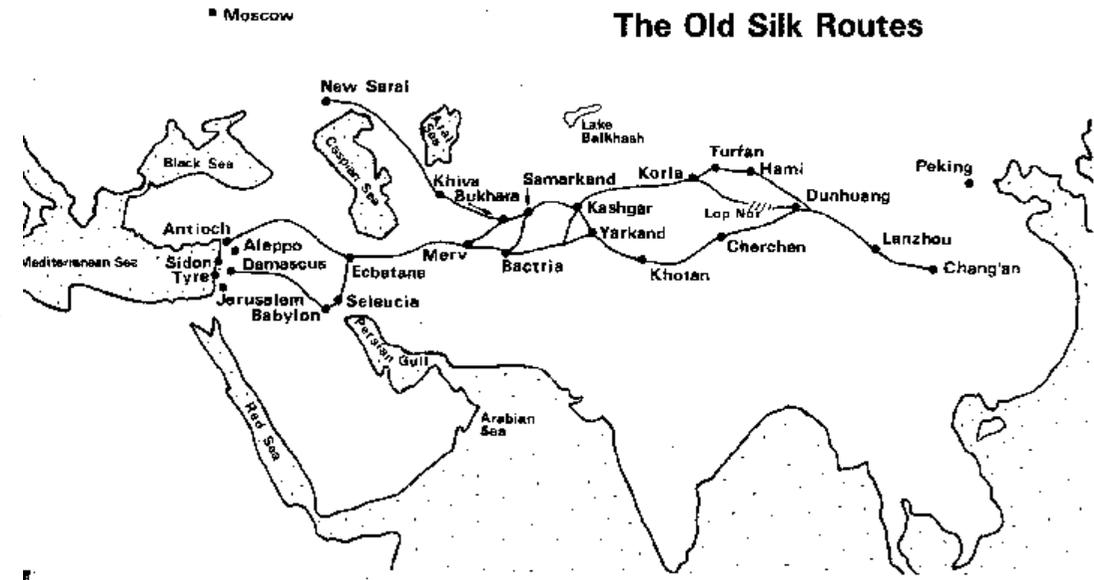 Moscow
The Old Silk Routes
New Sarai
Aral
Sea
Lake
Balkhash
Caspian Sea
Black Sea
Turfan
Hami
Peking
Korla
Khiva
Bukhara
Samarkand
Dunhuang
Kashgar
Lop Nor
Antioch
Yarkand
Aleppo
Cherchen
Lanzhou
Mediterranean Sea
Sidon
Damascus
Merv
Bactria
Chang'an
Tyre
Ecbatana
Khotan
Jerusalem
Seleucia
Babylon
Persian Gulf
Red Sea
Arabian
Sea